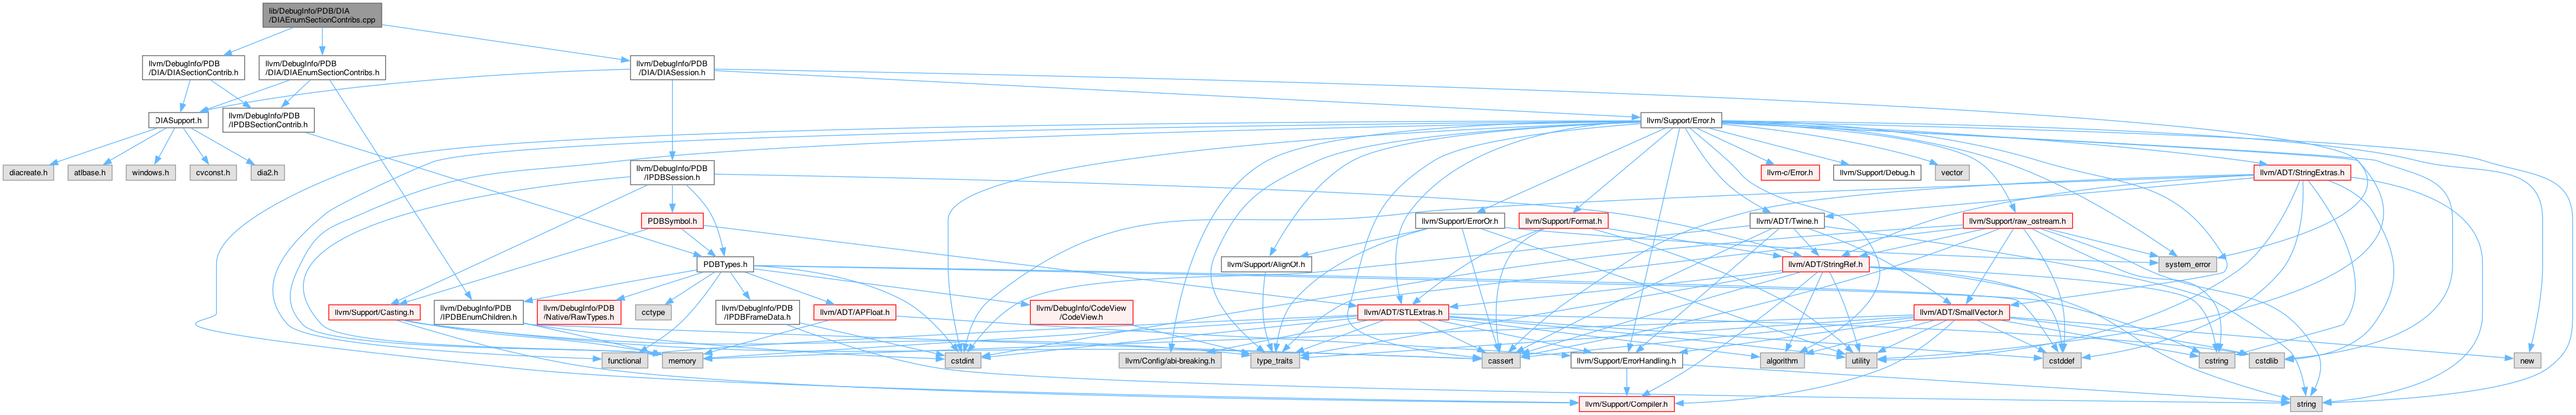 lib/DebugInfo/PDB/DIA
/DIAEnumSectionContribs.cpp
llvm/DebugInfo/PDB
/DIA/DIASectionContrib.h
llvm/DebugInfo/PDB
/DIA/DIAEnumSectionContribs.h
llvm/DebugInfo/PDB
/DIA/DIASession.h
DIASupport.h
llvm/DebugInfo/PDB
/IPDBSectionContrib.h
llvm/Support/Error.h
diacreate.h
atlbase.h
windows.h
cvconst.h
dia2.h
llvm/DebugInfo/PDB
/IPDBSession.h
llvm-c/Error.h
llvm/Support/Debug.h
vector
llvm/ADT/StringExtras.h
PDBSymbol.h
llvm/Support/ErrorOr.h
llvm/Support/Format.h
llvm/ADT/Twine.h
llvm/Support/raw_ostream.h
PDBTypes.h
llvm/Support/AlignOf.h
llvm/ADT/StringRef.h
system_error
llvm/Support/Casting.h
llvm/DebugInfo/PDB
/IPDBEnumChildren.h
llvm/DebugInfo/PDB
/Native/RawTypes.h
cctype
llvm/DebugInfo/PDB
/IPDBFrameData.h
llvm/ADT/APFloat.h
llvm/DebugInfo/CodeView
/CodeView.h
llvm/ADT/STLExtras.h
llvm/ADT/SmallVector.h
functional
memory
cstdint
llvm/Config/abi-breaking.h
type_traits
cassert
llvm/Support/ErrorHandling.h
algorithm
utility
cstddef
cstring
cstdlib
new
llvm/Support/Compiler.h
string